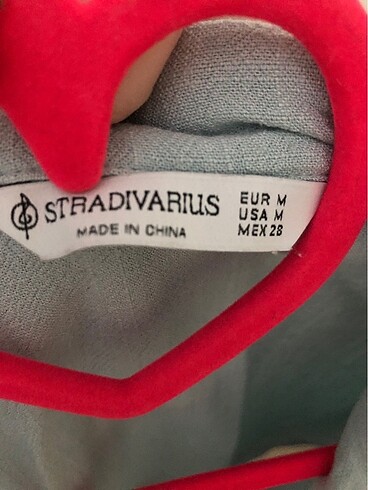 STRADIVARIUS
MADE IN CHINA
EUR M
USA M
MEX 28